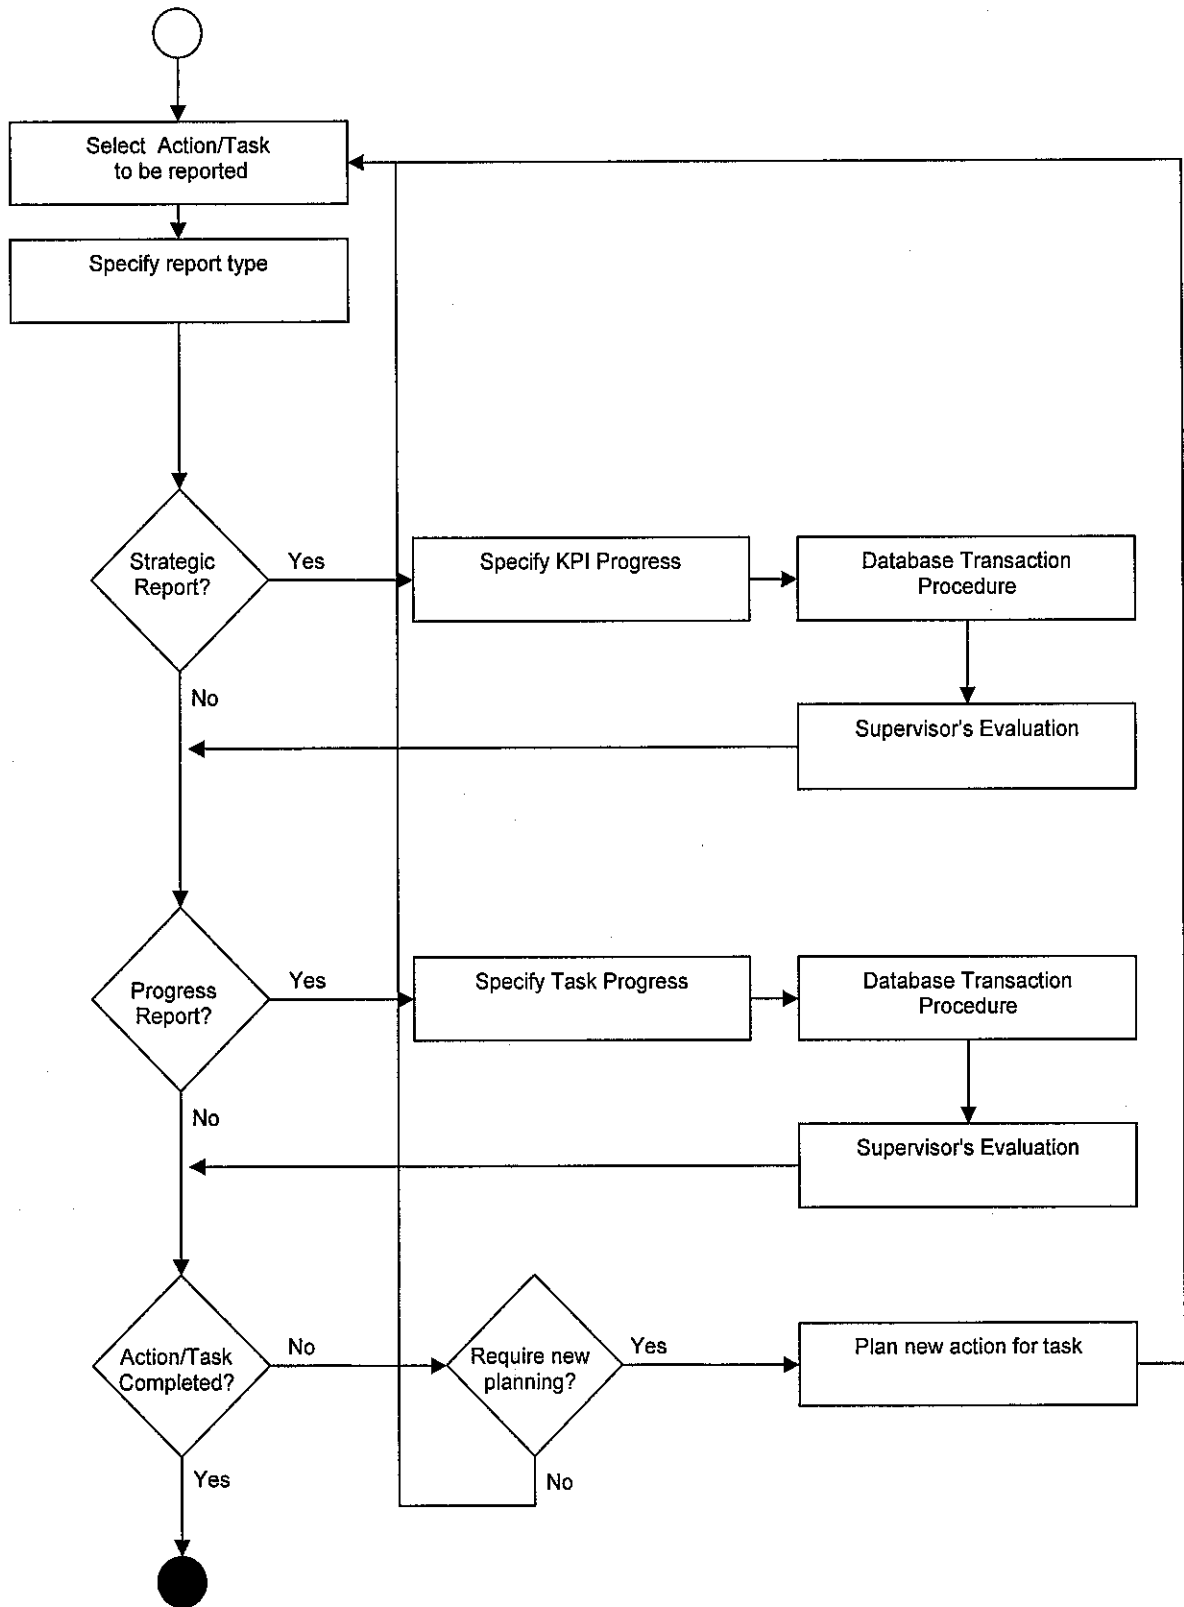 Select Action/Task
to be reported
Specify report type
Strategic
Report?
Yes
Specify KPI Progress
Database Transaction
Procedure
No
Supervisor's Evaluation
Progress
Report?
Yes
Specify Task Progress
Database Transaction
Procedure
No
Supervisor's Evaluation
Action/Task
Completed?
No
Require new
planning?
Yes
Plan new action for task
Yes
No